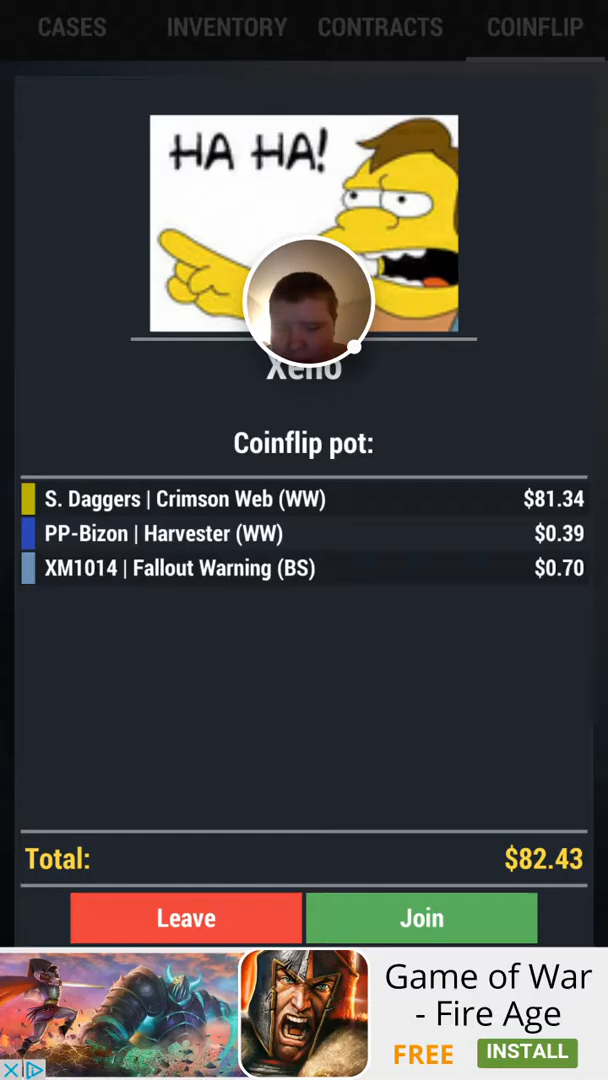 CASES INVENTORY CONTRACTS COINFLIP
HA HA!
Xeno
Coinflip pot:
S. Daggers | Crimson Web (WW) $81.34
PP-Bizon | Harvester (WW) $0.39
XM1014 | Fallout Warning (BS) $0.70
Total: $82.43
Leave Join
Game of War
- Fire Age
FREE INSTALL